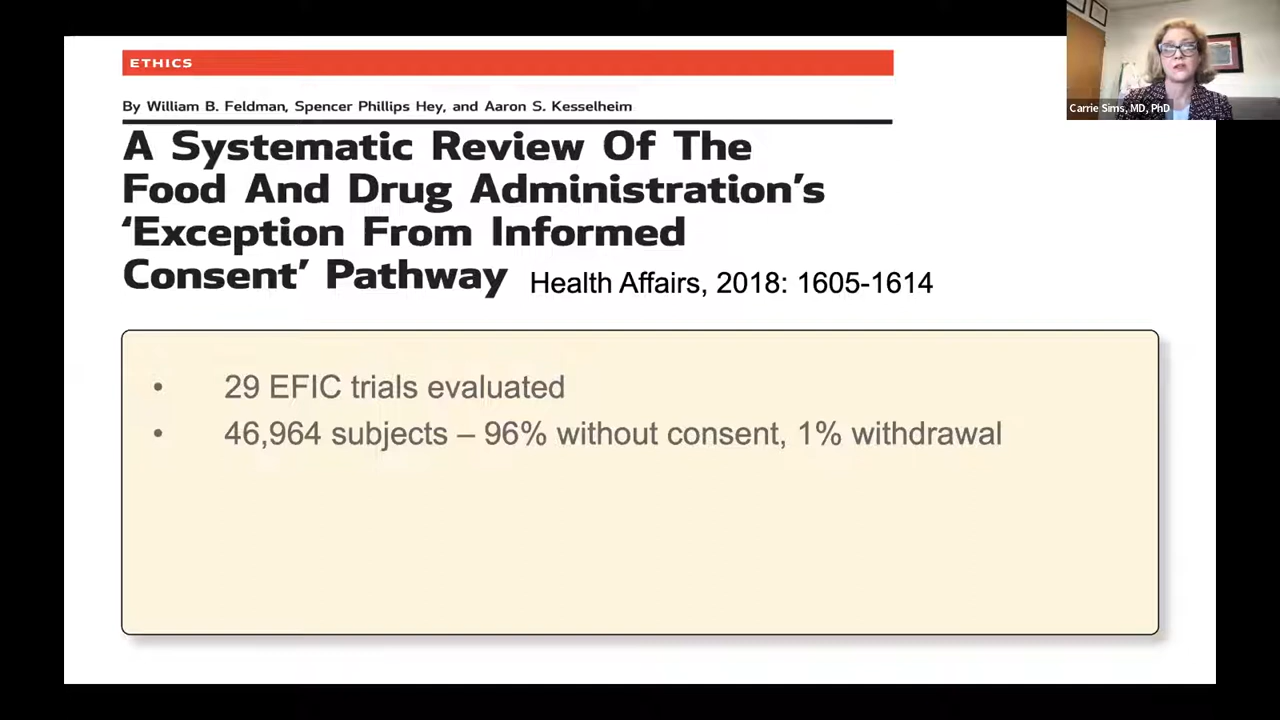 ETHICS
By William B. Feldman, Spencer Phillips Hey, and Aaron S. Kesselheim
A Systematic Review Of The
Food And Drug Administration's
'Exception From Informed
Consent' Pathway Health Affairs, 2018: 1605-1614
• 29 EFIC trials evaluated
• 46,964 subjects – 96% without consent, 1% withdrawal
Carrie Sims, MD, PhD